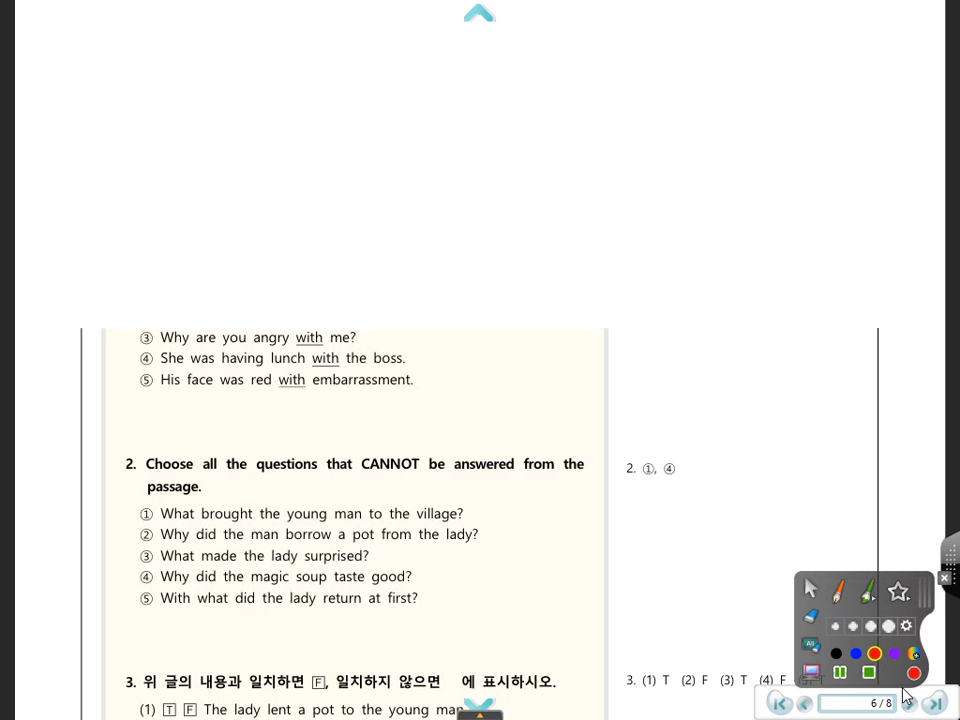 ③ Why are you angry with me?
④ She was having lunch with the boss.
⑤ His face was red with embarrassment.
2. Choose all the questions that CANNOT be answered from the
passage.
2. ①, ④
① What brought the young man to the village?
② Why did the man borrow a pot from the lady?
③ What made the lady surprised?
④ Why did the magic soup taste good?
⑤ With what did the lady return at first?
3. 위 글의 내용과 일치하면 F, 일치하지 않으면 에 표시하시오.
3. (1) T (2) F (3) T (4) F
(1) T F The lady lent a pot to the young man
6 / 8